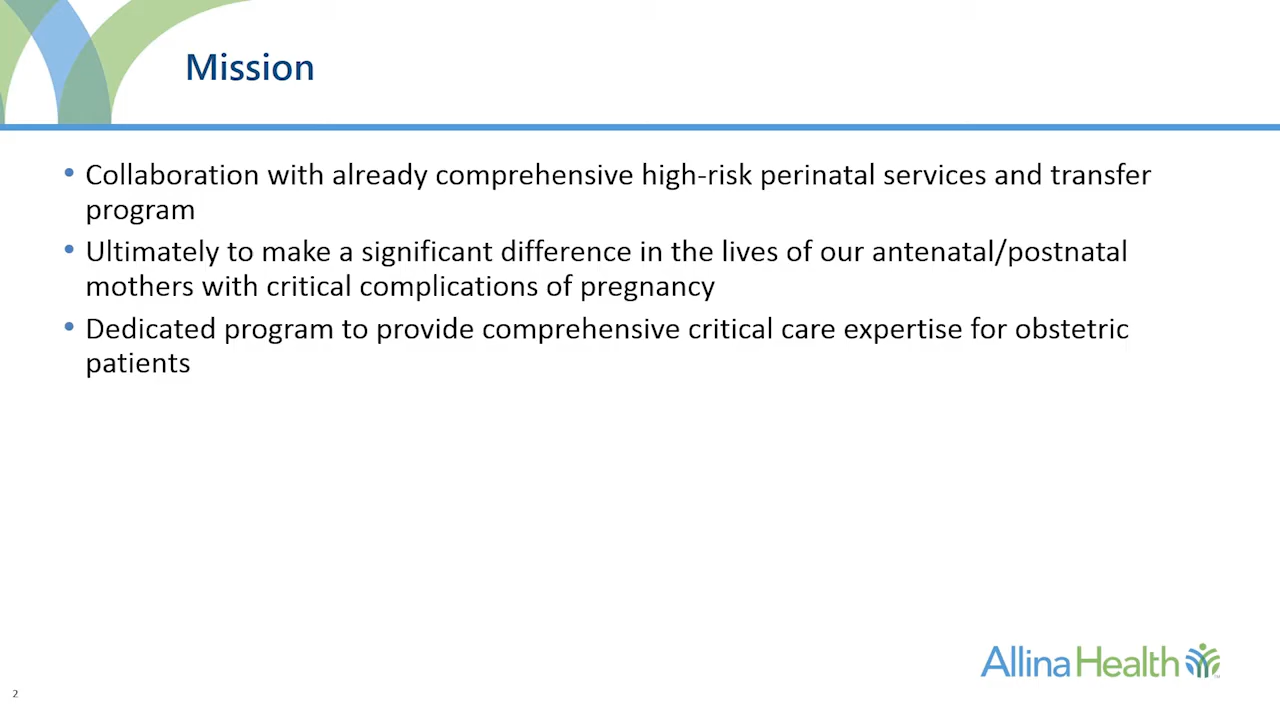 Mission
• Collaboration with already comprehensive high-risk perinatal services and transfer
program
• Ultimately to make a significant difference in the lives of our antenatal/postnatal
mothers with critical complications of pregnancy
• Dedicated program to provide comprehensive critical care expertise for obstetric
patients
Allina Health
2